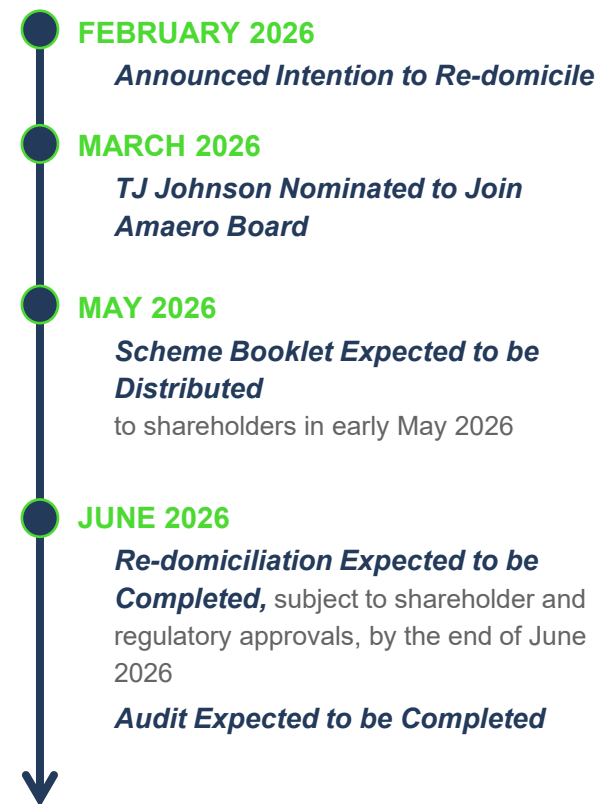 FEBRUARY 2026
Announced Intention to Re-domicile
MARCH 2026
TJ Johnson Nominated to Join
Amaero Board
MAY 2026
Scheme Booklet Expected to be
Distributed
to shareholders in early May 2026
JUNE 2026
Re-domiciliation Expected to be
Completed, subject to shareholder and
regulatory approvals, by the end of June
2026
Audit Expected to be Completed